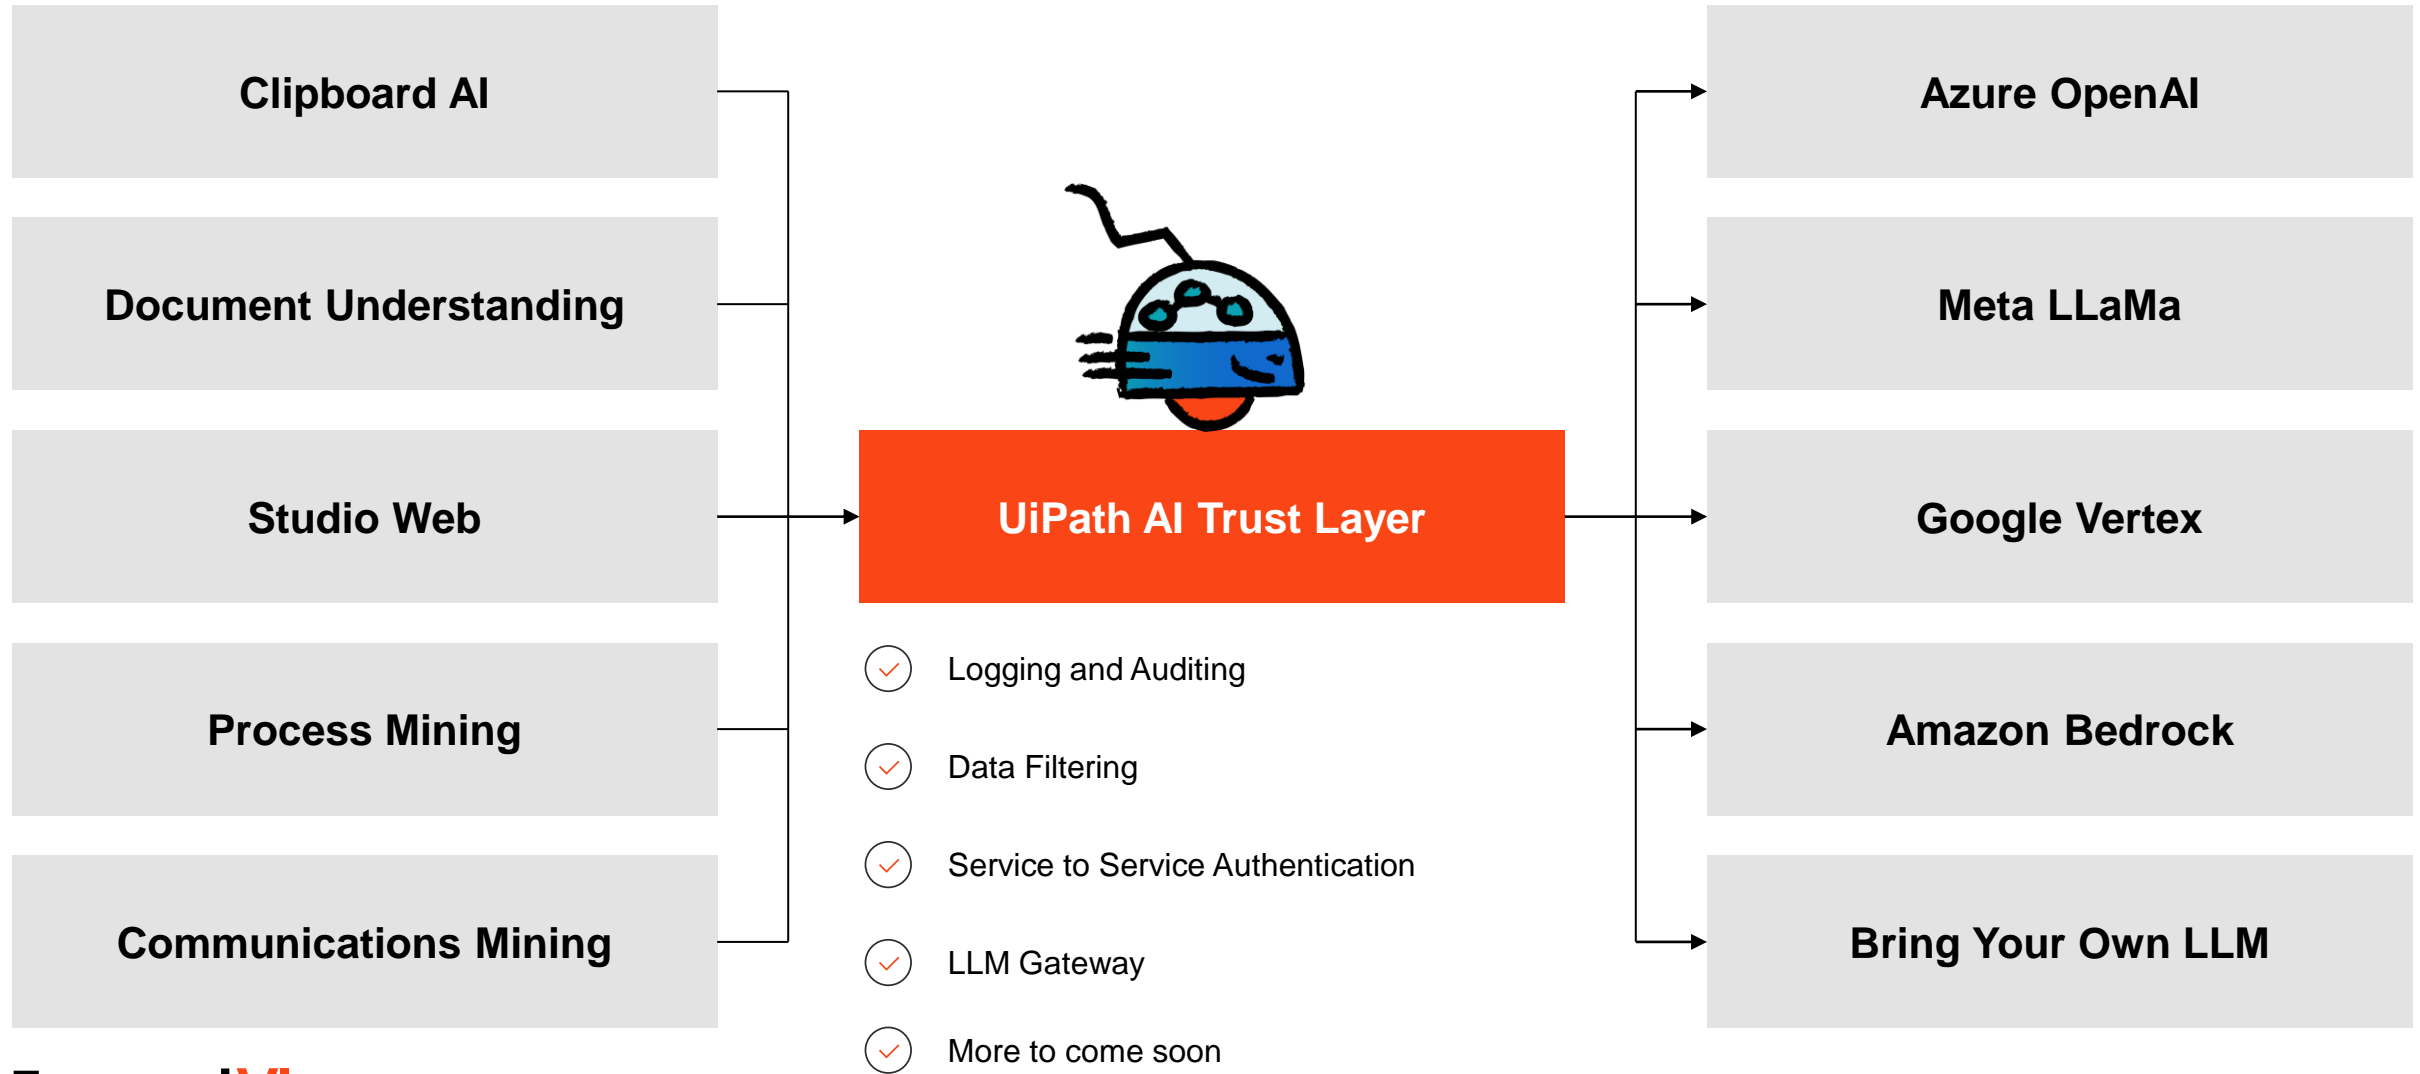 Clipboard AI
Document Understanding
Studio Web
Process Mining
Communications Mining
UiPath AI Trust Layer
Logging and Auditing
Data Filtering
Service to Service Authentication
LLM Gateway
More to come soon
Azure OpenAI
Meta LLaMa
Google Vertex
Amazon Bedrock
Bring Your Own LLM